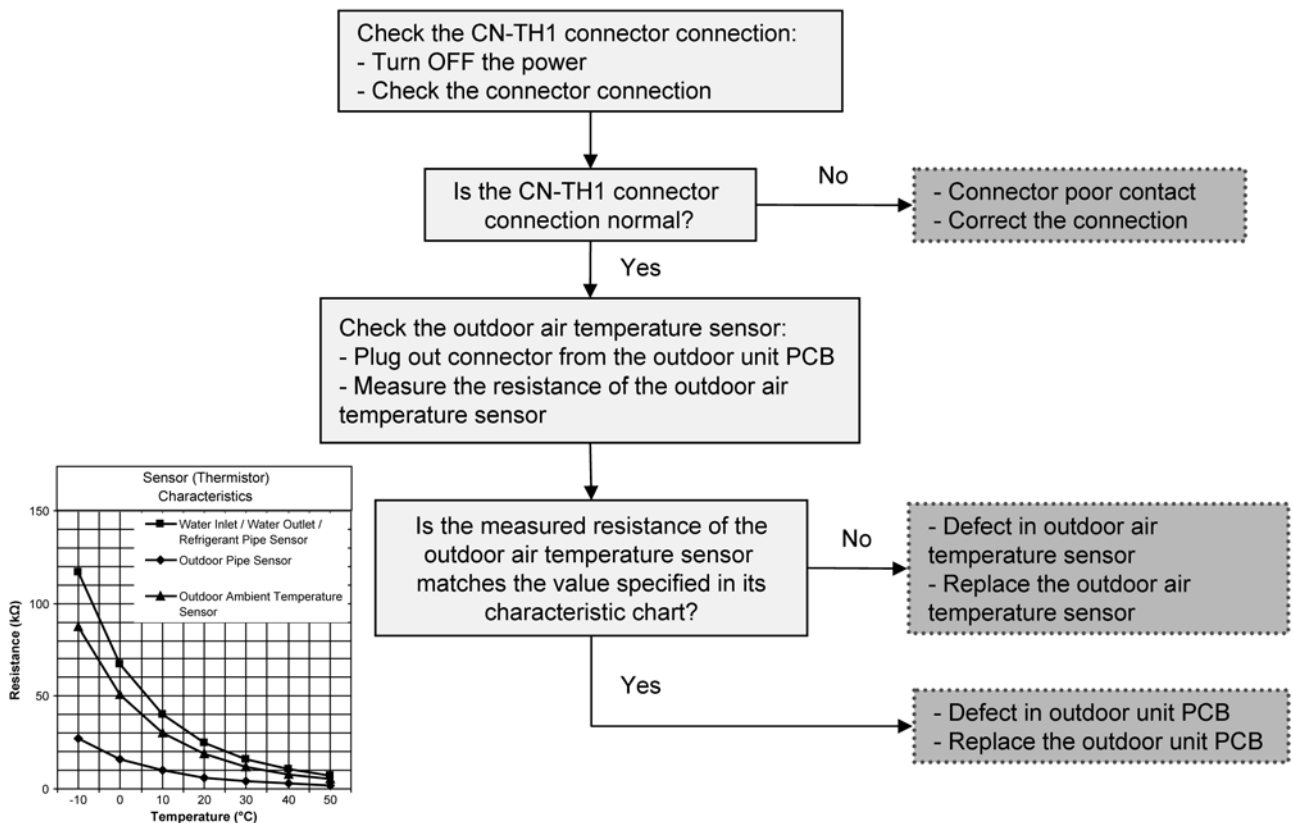 Check the CN-TH1 connector connection:
- Turn OFF the power
- Check the connector connection
Is the CN-TH1 connector
connection normal?
No
- Connector poor contact
- Correct the connection
Yes
Check the outdoor air temperature sensor:
- Plug out connector from the outdoor unit PCB
- Measure the resistance of the outdoor air
temperature sensor
Is the measured resistance of the
outdoor air temperature sensor
matches the value specified in its
characteristic chart?
No
- Defect in outdoor air
temperature sensor
- Replace the outdoor air
temperature sensor
Yes
- Defect in outdoor unit PCB
- Replace the outdoor unit PCB
Sensor (Thermistor)
Characteristics
Water Inlet / Water Outlet /
Refrigerant Pipe Sensor
Outdoor Pipe Sensor
Outdoor Ambient Temperature
Sensor
Resistance (kΩ)
150
100
50
0
-10 0 10 20 30 40 50
Temperature (°C)